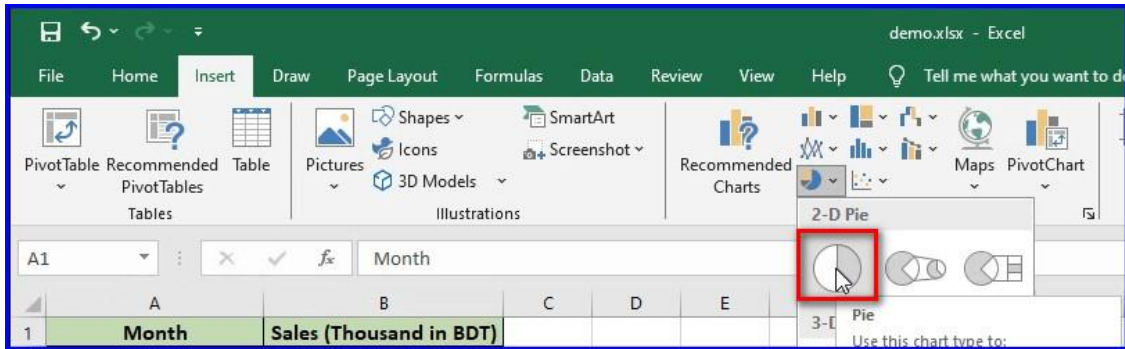 demo.xlsx - Excel
File Home Insert Draw Page Layout Formulas Data Review View Help Tell me what you want to d
PivotTable Recommended PivotTables Table
Tables
Pictures Shapes Icons 3D Models SmartArt Screenshot
Illustrations
Recommended Charts
Maps PivotChart
2-D Pie
A1 fx Month
A B C D E
1 Month Sales (Thousand in BDT)
3-D
Pie
Use this chart type to: